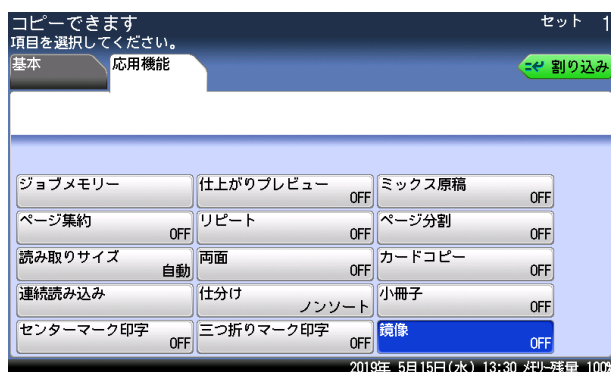 コピーできます
セット 1
項目を選択してください。
基本
応用機能
割り込み
ジョブメモリー
仕上がりプレビュー
OFF
ミックス原稿
OFF
ページ集約
OFF
リピート
OFF
ページ分割
OFF
読み取りサイズ
自動
両面
OFF
カードコピー
OFF
連続読み込み
仕分け
ノンソート
小冊子
OFF
センターマーク印字
OFF
三つ折りマーク印字
OFF
鏡像
OFF
2019年 5月15日(水) 13:30 メモリー残量 100%